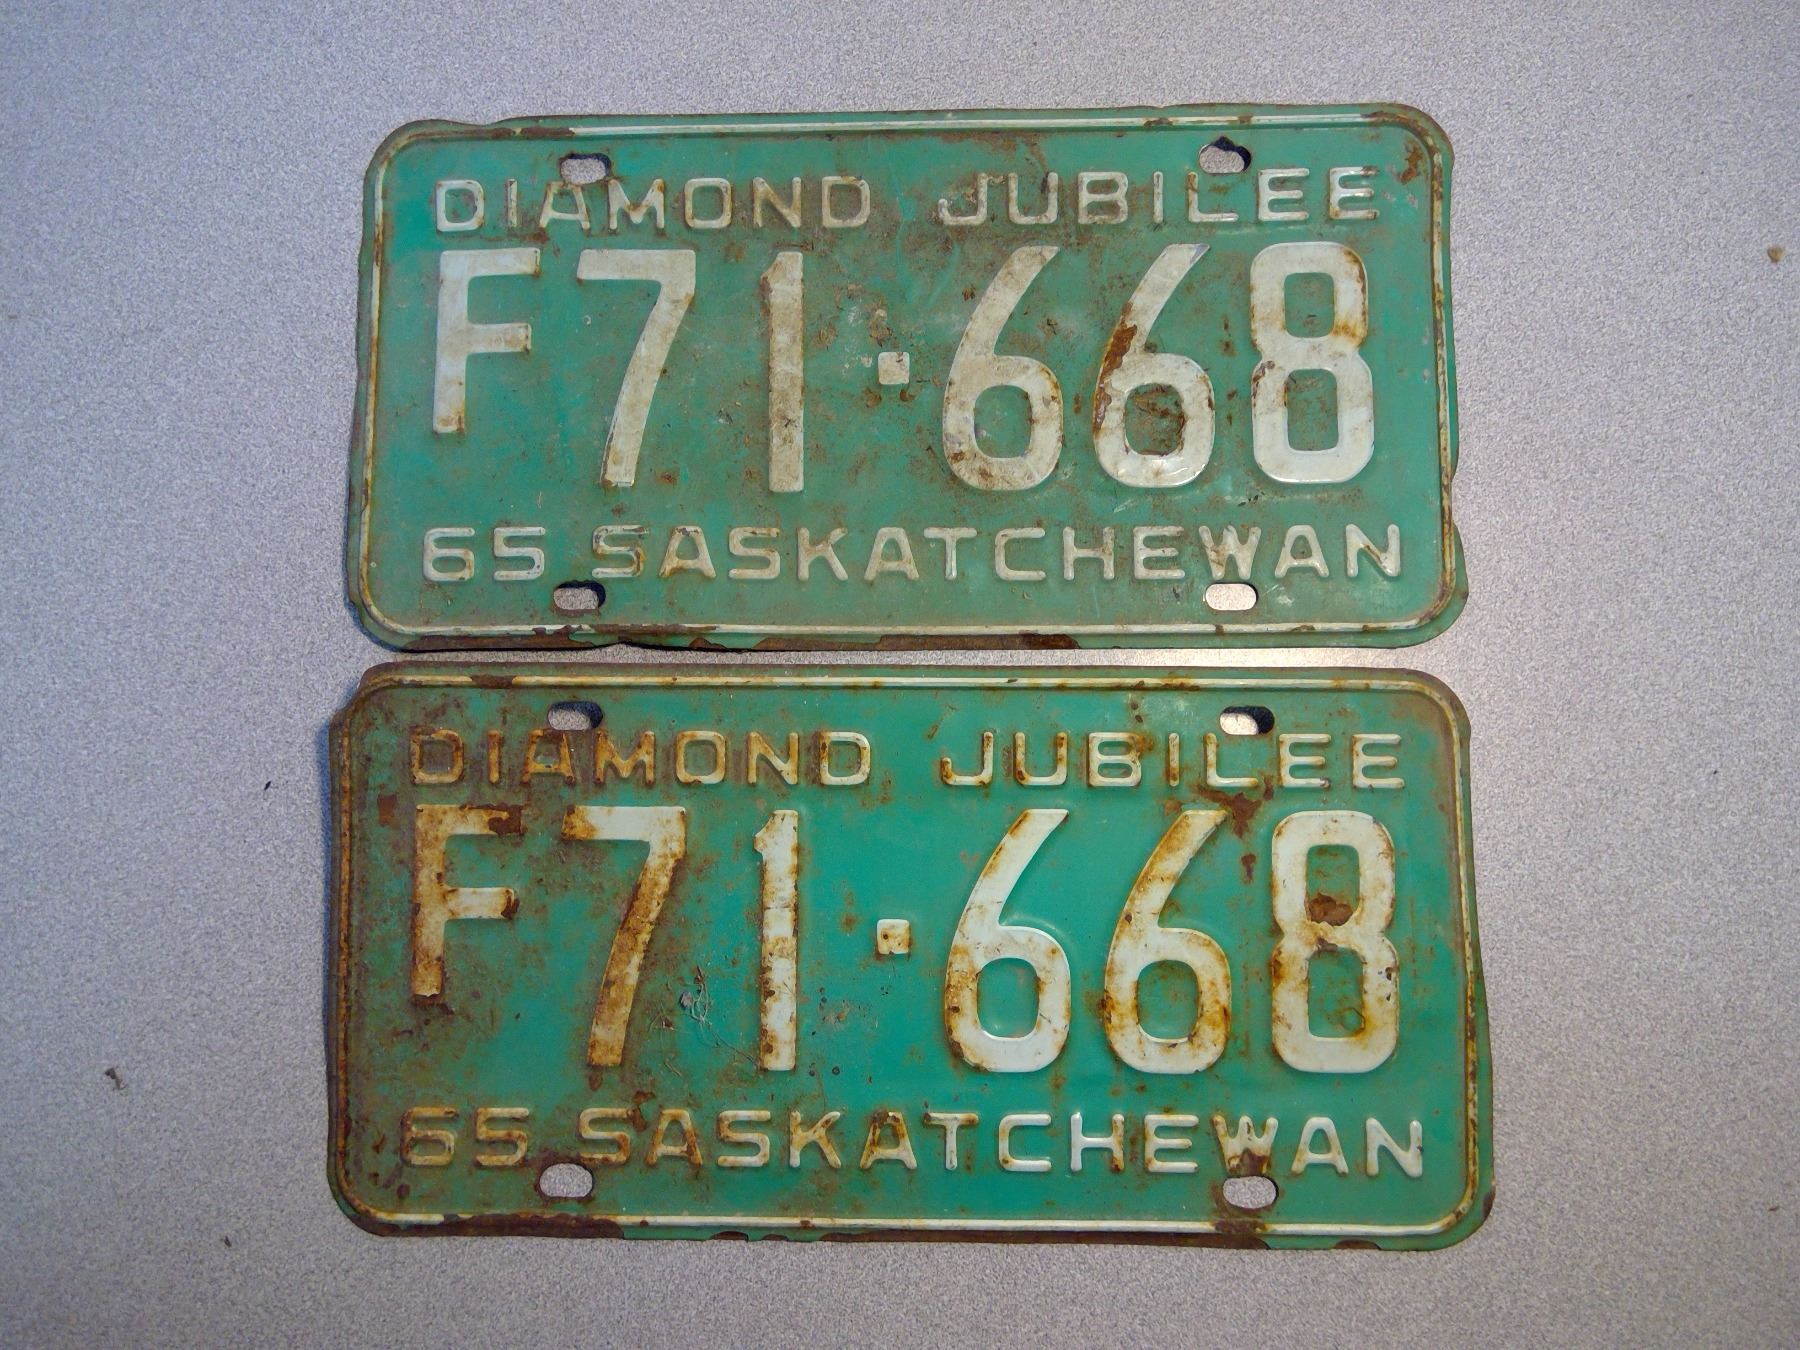 DIAMOND JUBILEE
F71·668
65 SASKATCHEWAN
DIAMOND JUBILEE
F71·668
65 SASKATCHEWAN